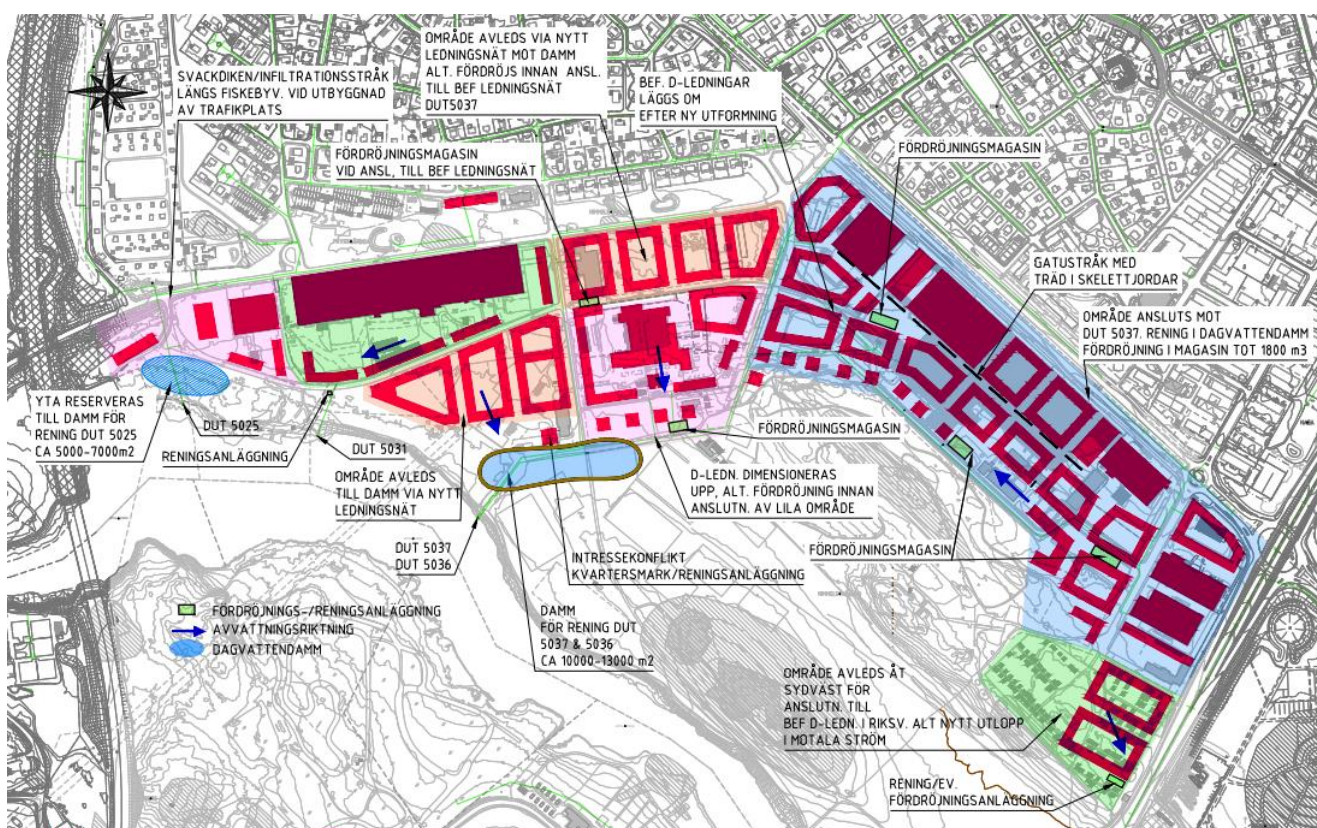 OMRÅDE AVLEDS VIA NYTT
LEDNINGSNÄT MOT DAMM
ALT. FÖRDRÖJS INNAN ANSL.
TILL BEF LEDNINGSNÄT
DUT5037
SVACKDIKEN/INFILTRATIONSSTRÅK
LÄNGS FISKEBYV. VID UTBYGGNAD
AV TRAFIKPLATS
BEF. D-LEDNINGAR
LÄGGS OM
EFTER NY UTFORMNING
FÖRDRÖJNINGSMAGASIN
VID ANSL, TILL BEF LEDNINGSNÄT
FÖRDRÖJNINGSMAGASIN
GATUSTRÅK MED
TRÄD I SKELETTJORDAR
OMRÅDE ANSLUTS MOT
DUT 5037. RENING I DAGVATTENDAMM
FÖRDRÖJNING I MAGASIN TOT 1800 m3
YTA RESERVERAS
TILL DAMM FÖR
RENING DUT 5025
CA 5000-7000m2
DUT 5025
RENINGSANLÄGGNING
DUT 5031
FÖRDRÖJNINGSMAGASIN
OMRÅDE AVLEDS
TILL DAMM VIA NYTT
LEDNINGSNÄT
D-LEDN. DIMENSIONERAS
UPP, ALT. FÖRDRÖJNING INNAN
ANSLUTN. AV LILA OMRÅDE
DUT 5037
DUT 5036
INTRESSEKONFLIKT
KVARTERSMARK/RENINGSANLÄGGNING
FÖRDRÖJNINGSMAGASIN
FÖRDRÖJNINGS-/RENINGSANLÄGGNING
AVVATTNINGSRIKTNING
DAGVATTENDAMM
DAMM
FÖR RENING DUT
5037 & 5036
CA 10000-13000 m2
OMRÅDE AVLEDS ÅT
SYDVÄST FÖR
ANSLUTN. TILL
BEF D-LEDN. I RIKSV. ALT NYTT UTLOPP
I MOTALA STRÖM
RENING/EV.
FÖRDRÖJNINGSANLÄGGNING